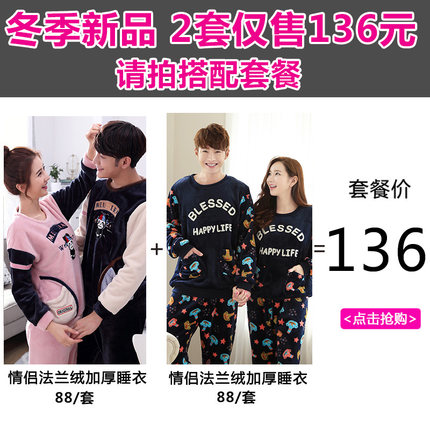 冬季新品 2套仅售136元
请拍搭配套餐
BLESSED
HAPPY LIFE
BLESSED
HAPPY LIFE
套餐价
+
=136
<点击抢购>
情侣法兰绒加厚睡衣
88/套
情侣法兰绒加厚睡衣
88/套